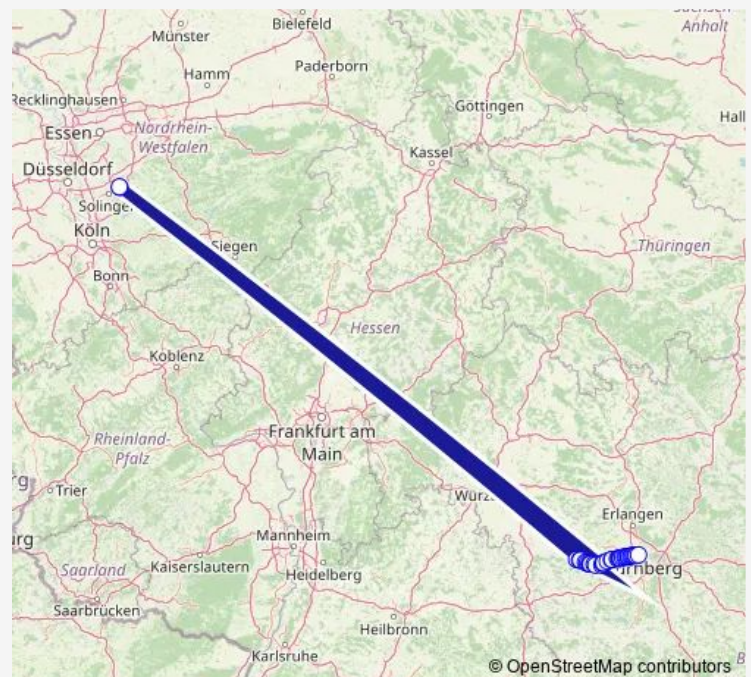 Sachsen-
Anhalt
Bielefeld
Münster
Paderborn
Hamm
Recklinghausen
Göttingen
Hall
Essen
Nordrhein-
Westfalen
Kassel
Düsseldorf
Solingen
Köln
Siegen
Thüringen
Bonn
Hessen
Koblenz
Frankfurt am
Main
Rheinland-
Pfalz
rg
Trier
Würz
Erlangen
urg
Mannheim
Saarland
Kaiserslautern
Heidelberg
rnberg
Saarbrücken
Heilbronn
Karlsruhe
B
© OpenStreetMap contributors